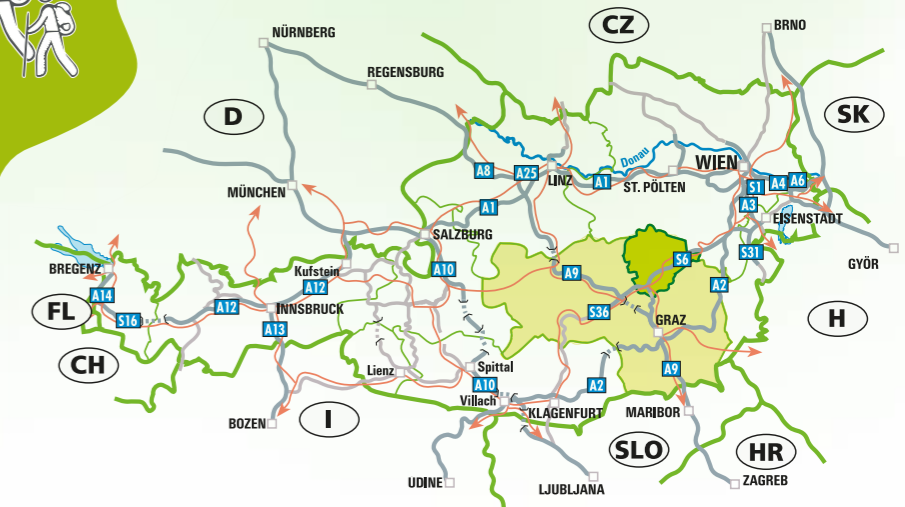 CZ
BRNO
NÜRNBERG
REGENSBURG
D
SK
Donau
WIEN
A8
A25
LINZ
A1
ST. PÖLTEN
S1
A4
A6
MÜNCHEN
A1
A3
EISENSTADT
SALZBURG
S31
GYÖR
BREGENZ
Kufstein
A10
A9
S6
A14
A12
A12
A2
FL
S16
INNSBRUCK
S36
GRAZ
H
A13
CH
Lienz
Spittal
A9
A10
A2
Villach
BOZEN
I
KLAGENFURT
MARIBOR
SLO
HR
UDINE
LJUBLJANA
ZAGREB